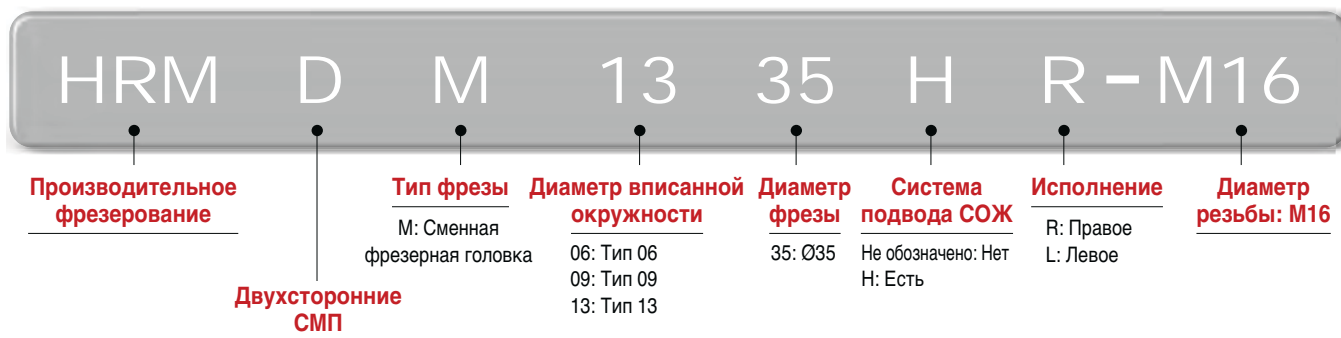 HRM D M 13 35 H R - M16
Производительное
фрезерование
Двухсторонние
СМП
Тип фрезы
М: Сменная
фрезерная головка
Диаметр вписанной
окружности
06: Тип 06
09: Тип 09
13: Тип 13
Диаметр
фрезы
35: Ø35
Система
подвода СОЖ
Не обозначено: Нет
H: Есть
Исполнение
R: Правое
L: Левое
Диаметр
резьбы: М16